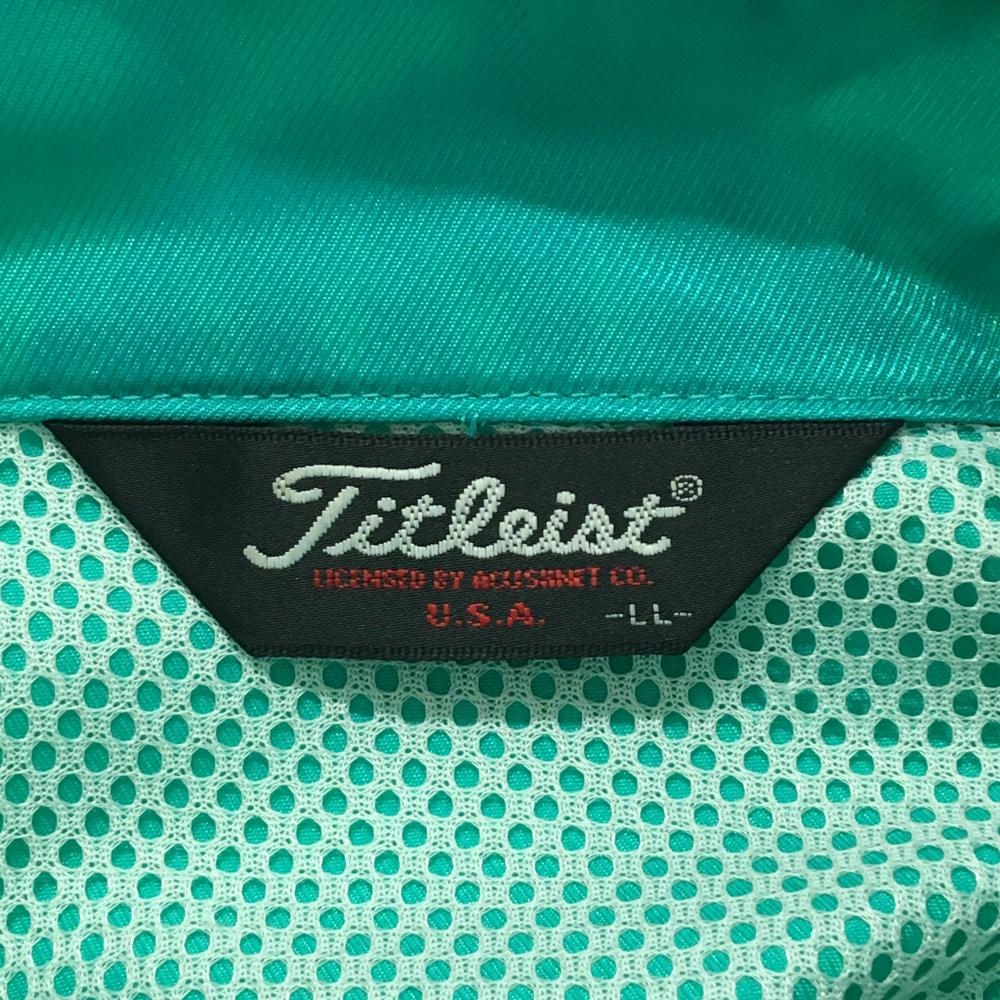 Titleist®
LICENSED BY ACUSHNET CO.
U.S.A. -LL-